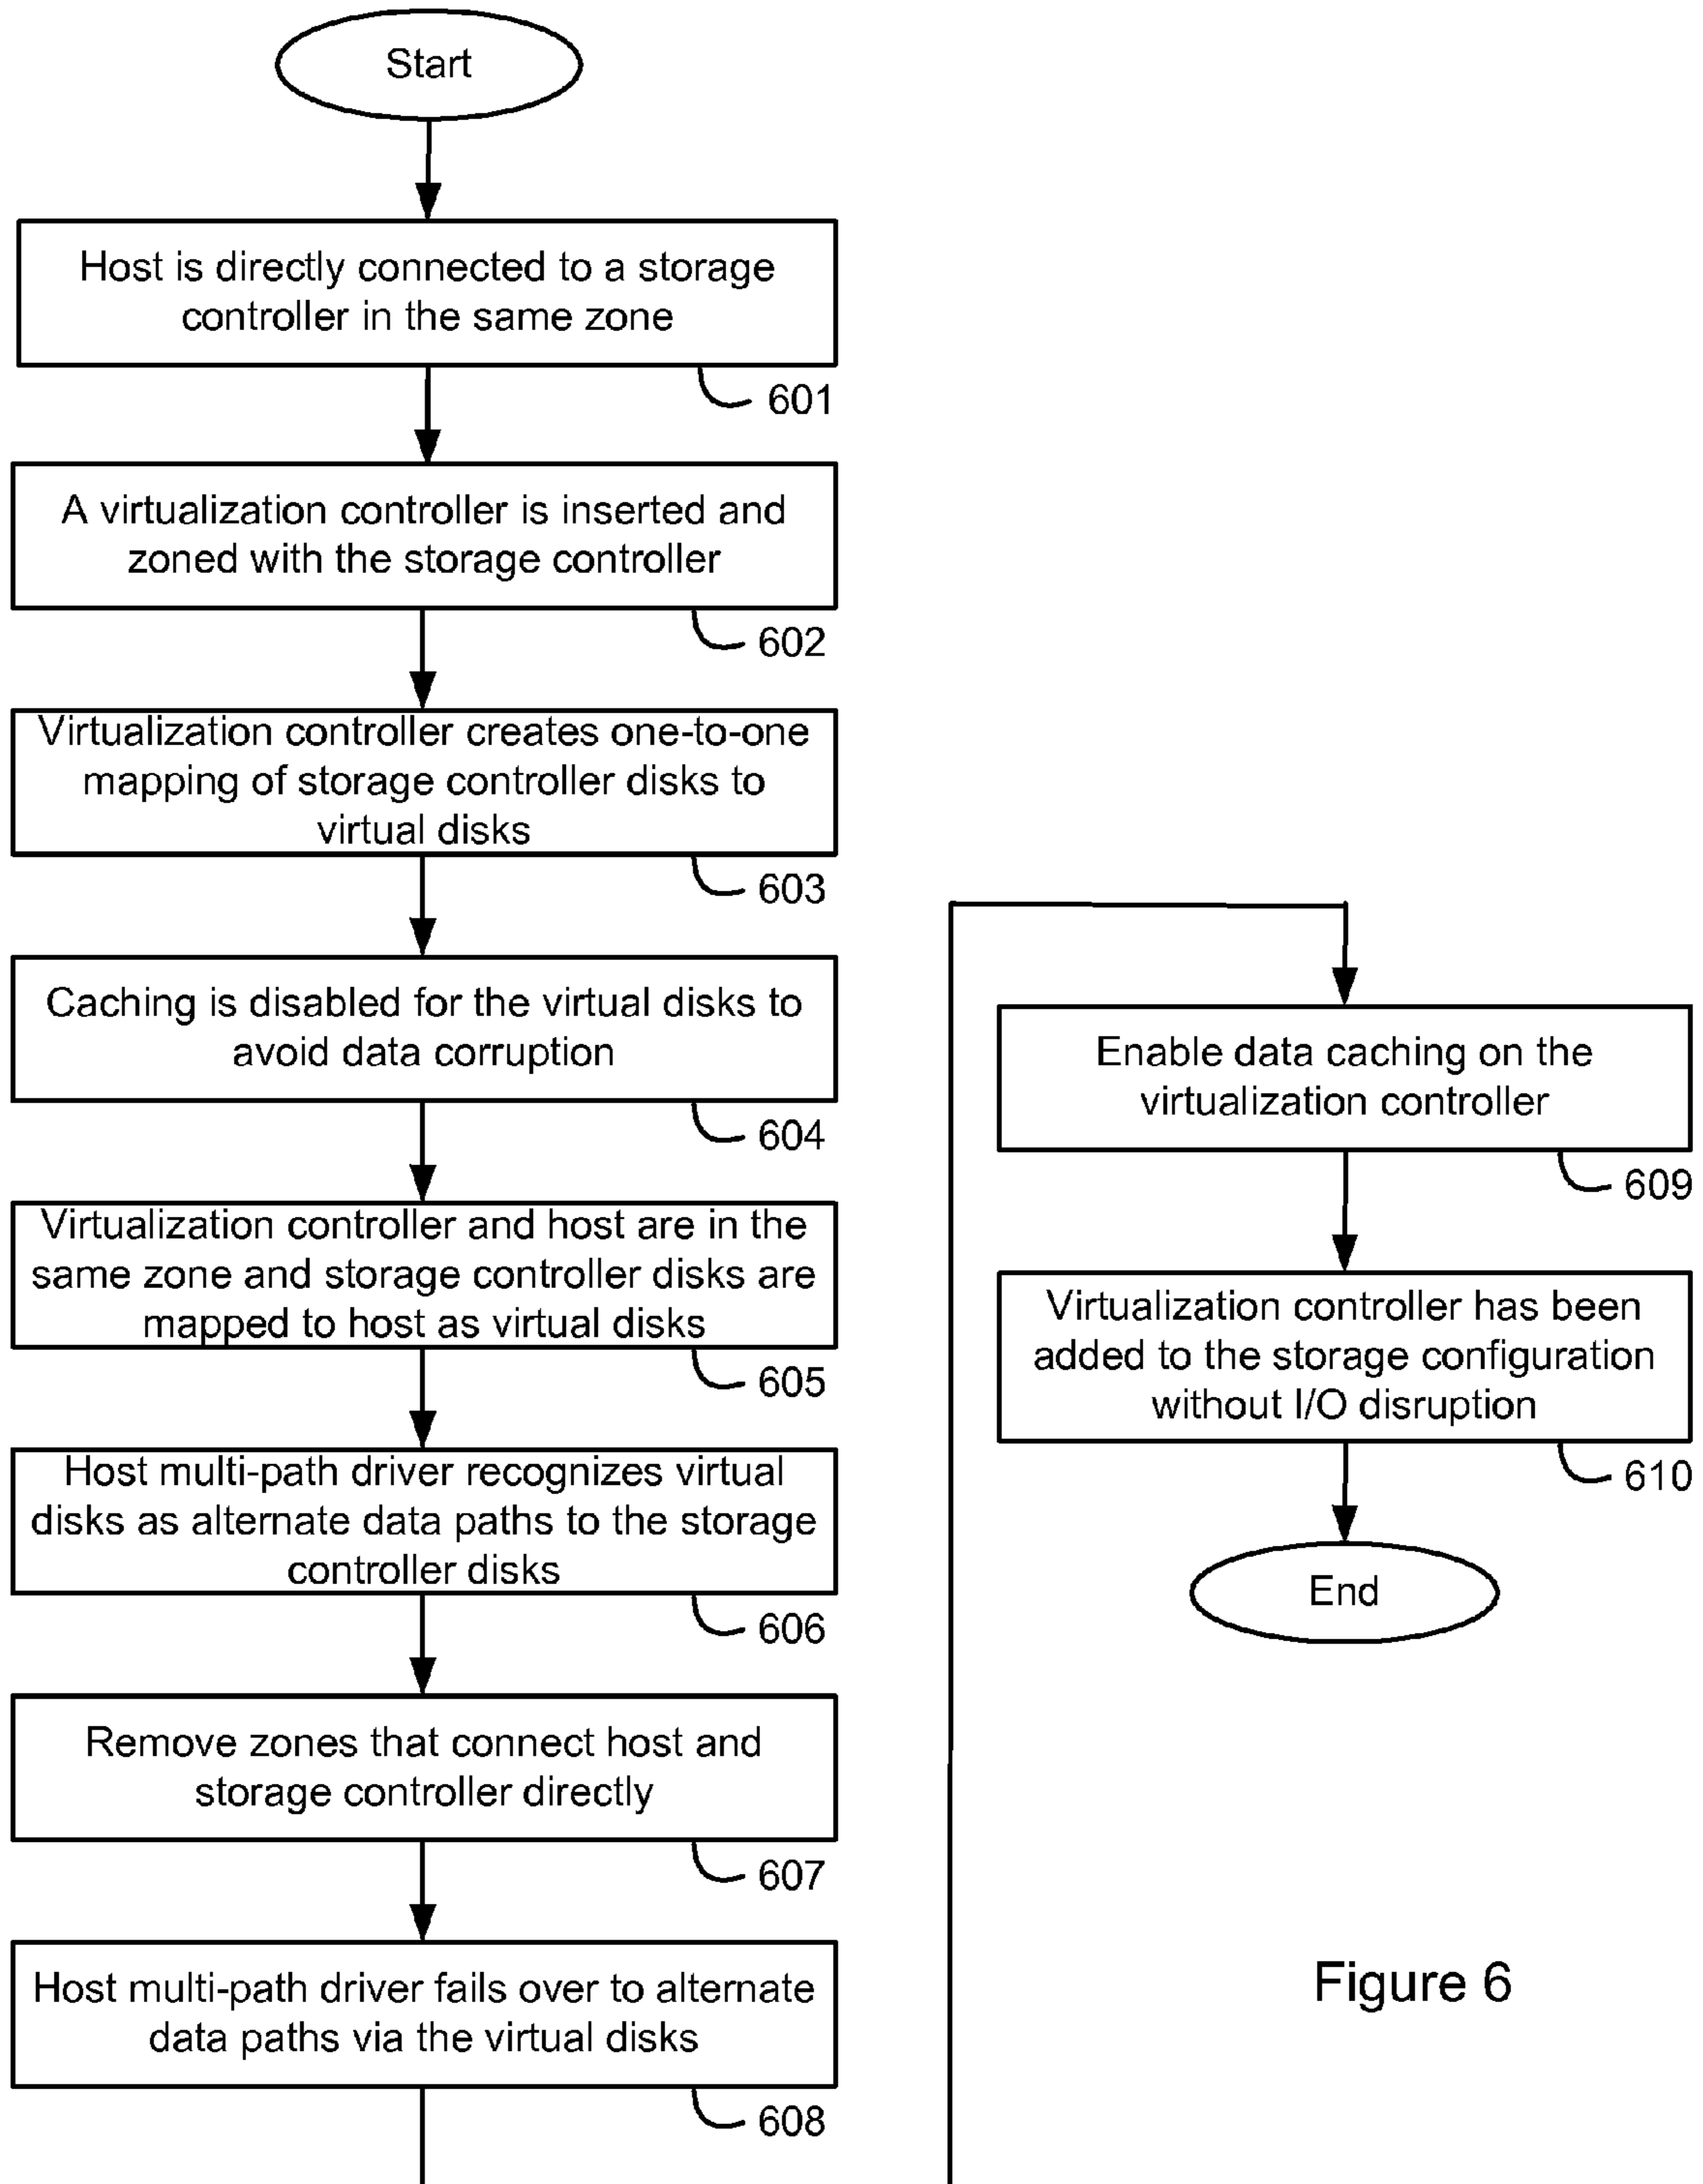 Start
Host is directly connected to a storage
controller in the same zone
601
A virtualization controller is inserted and
zoned with the storage controller
602
Virtualization controller creates one-to-one
mapping of storage controller disks to
virtual disks
603
Caching is disabled for the virtual disks to
avoid data corruption
604
Virtualization controller and host are in the
same zone and storage controller disks are
mapped to host as virtual disks
605
Host multi-path driver recognizes virtual
disks as alternate data paths to the storage
controller disks
606
Remove zones that connect host and
storage controller directly
607
Host multi-path driver fails over to alternate
data paths via the virtual disks
608
Enable data caching on the
virtualization controller
609
Virtualization controller has been
added to the storage configuration
without I/O disruption
610
End
Figure 6